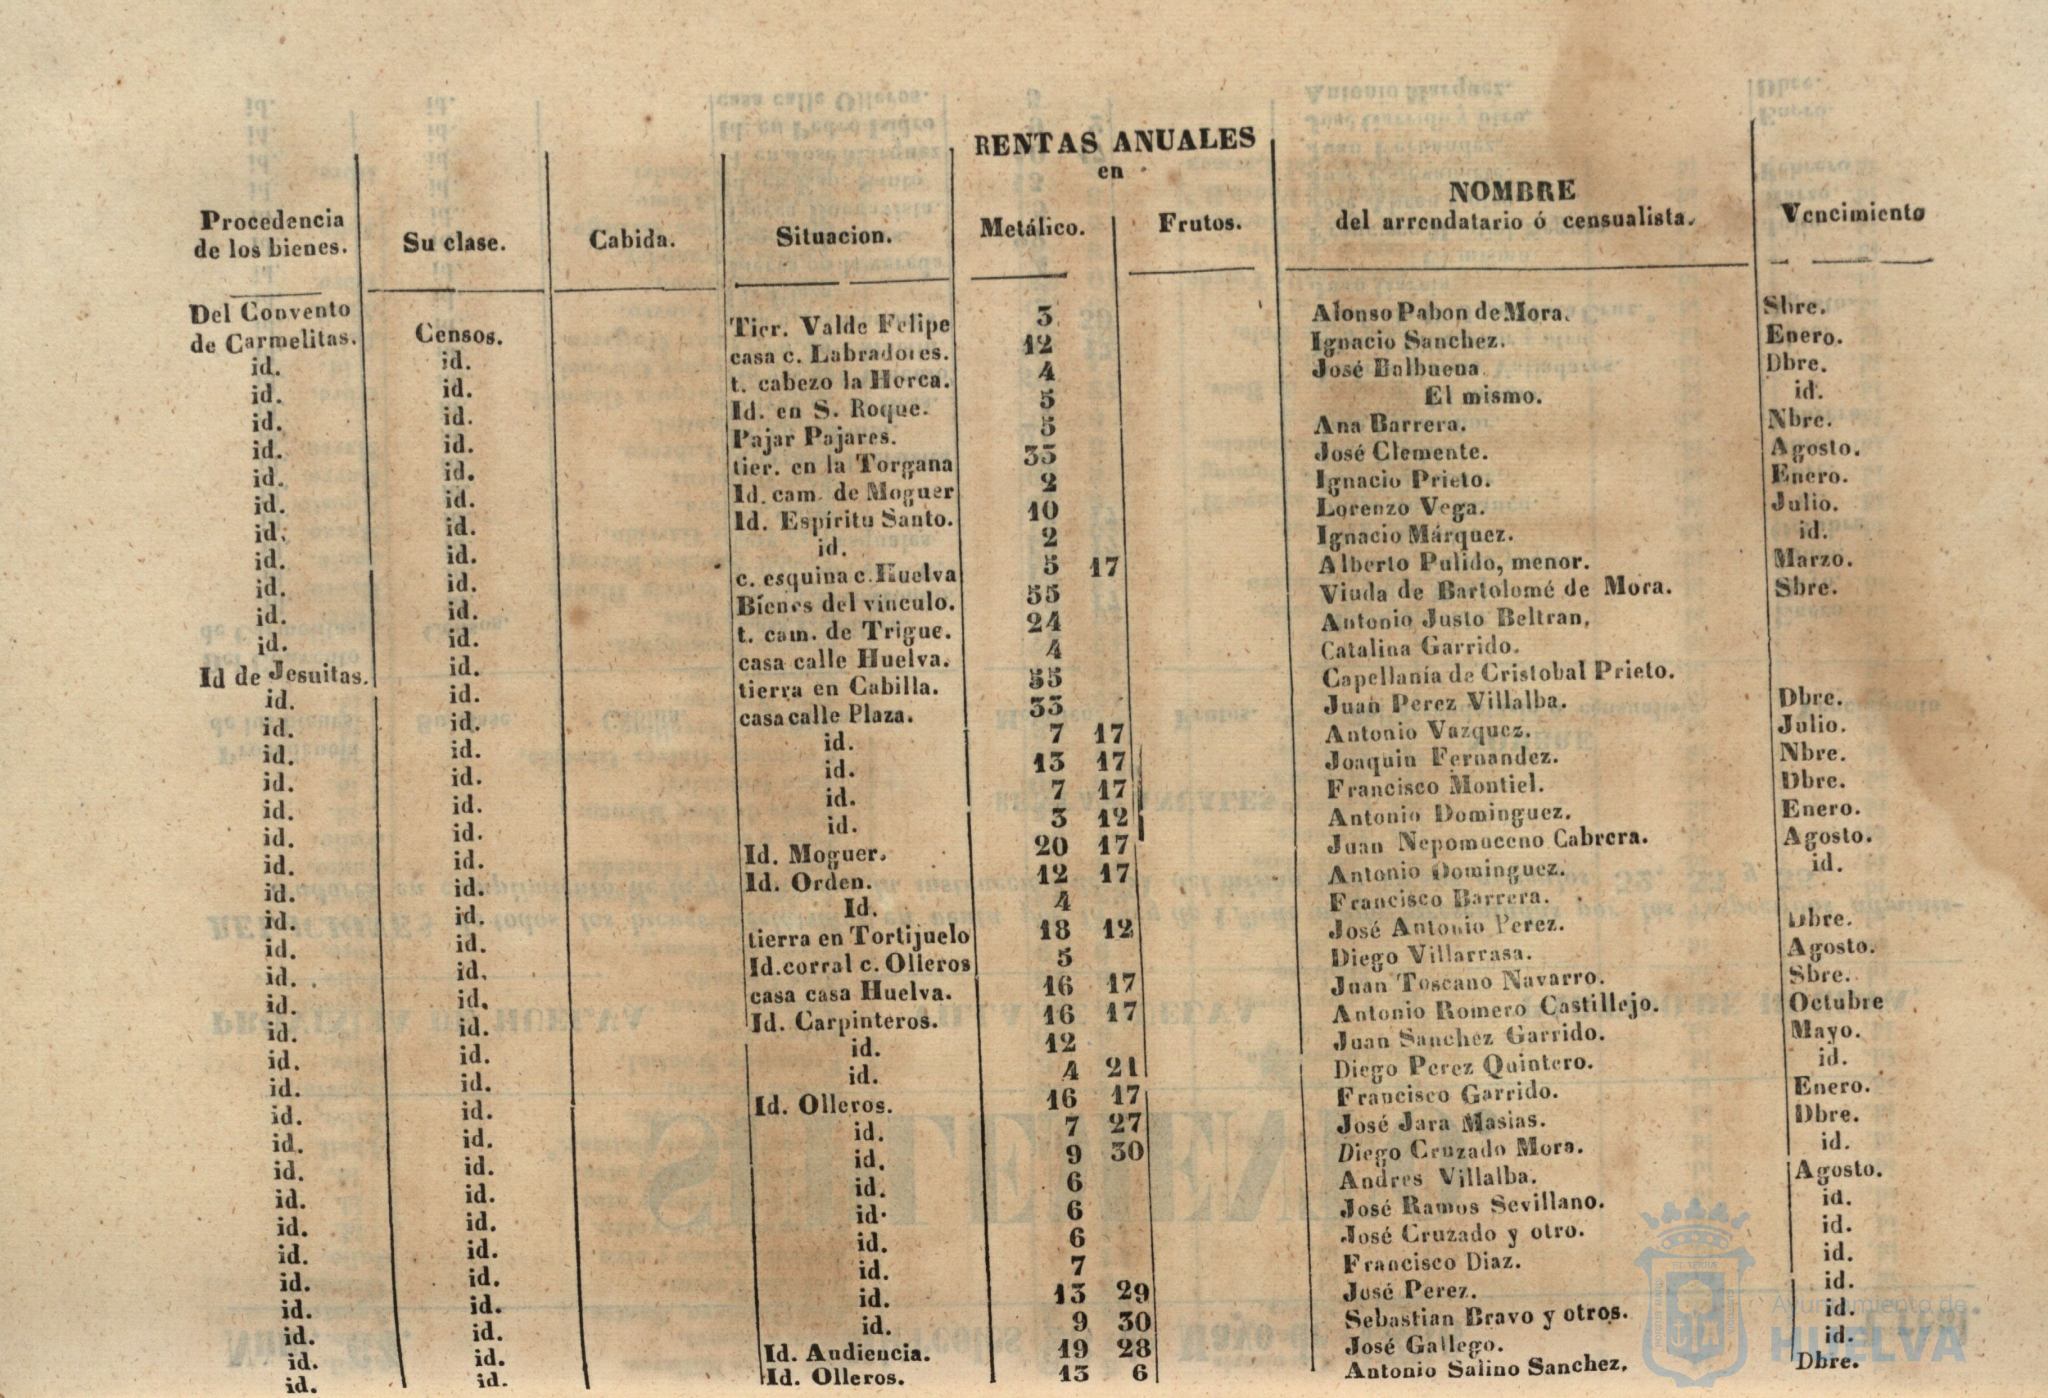 RENTAS ANUALES
en
Procedencia de los bienes. Su clase. Cabida. Situacion. Metálico. Frutos. NOMBRE del arrendatario ó censualista. Vencimiento
Del Convento
de Carmelitas. Censos. Tier. Valde Felipe 3 Alonso Pabon de Mora. Sbre.
id. id. casa c. Labradores. 12 Ignacio Sanchez. Enero.
id. id. t. cabezo la Horca. 4 José Balbuena. Dbre.
id. id. Id. en S. Roque. 5 El mismo. id.
id. id. Pajar Pajares. 5 Ana Barrera. Nbre.
id. id. tier. en la Torgana 33 José Clemente. Agosto.
id. id. Id. cam. de Moguer 2 Ignacio Prieto. Enero.
id. id. Id. Espíritu Santo. 10 Lorenzo Vega. Julio.
id. id. id. 2 Ignacio Márquez. id.
id. id. c. esquina c. Huelva 5 17 Alberto Pulido, menor. Marzo.
id. id. Bienes del vinculo. 55 Viuda de Bartolomé de Mora. Sbre.
id. id. t. cam. de Trigue. 24 Antonio Justo Beltran.
Id de Jesuitas. id. casa calle Huelva. 4 Catalina Garrido.
id. id. tierra en Cabilla. 55 Capellanía de Cristobal Prieto.
id. id. casa calle Plaza. 33 Juan Perez Villalba. Dbre.
id. id. id. 7 17 Antonio Vazquez. Julio.
id. id. id. 13 17 Joaquin Fernandez. Nbre.
id. id. id. 7 17 Francisco Montiel. Dbre.
id. id. id. 3 12 Antonio Dominguez. Enero.
id. id. Id. Moguer. 20 17 Juan Nepomuceno Cabrera. Agosto.
id. id. Id. Orden. 12 17 Antonio Dominguez. id.
id. id. Id. 4 Francisco Barrera.
id. id. tierra en Tortijuelo 18 12 José Antonio Perez. Dbre.
id. id. Id. corral c. Olleros 5 Diego Villarrasa. Agosto.
id. id. casa casa Huelva. 16 17 Juan Toscano Navarro. Sbre.
id. id. Id. Carpinteros. 16 17 Antonio Romero Castillejo. Octubre
id. id. id. 12 Juan Sanchez Garrido. Mayo.
id. id. id. 4 21 Diego Perez Quintero. id.
id. id. Id. Olleros. 16 17 Francisco Garrido. Enero.
id. id. id. 7 27 José Jara Masias. Dbre.
id. id. id. 9 30 Diego Cruzado Mora. id.
id. id. id. 6 Andres Villalba. Agosto.
id. id. id. 6 José Ramos Sevillano. id.
id. id. id. 6 José Cruzado y otro. id.
id. id. id. 7 Francisco Diaz. id.
id. id. id. 13 29 José Perez. id.
id. id. id. 9 30 Sebastian Bravo y otros. id.
id. id. Id. Audiencia. 19 28 José Gallego. id.
id. id. Id. Olleros. 13 6 Antonio Salino Sanchez. Dbre.
Ayuntamiento de
HUELVA